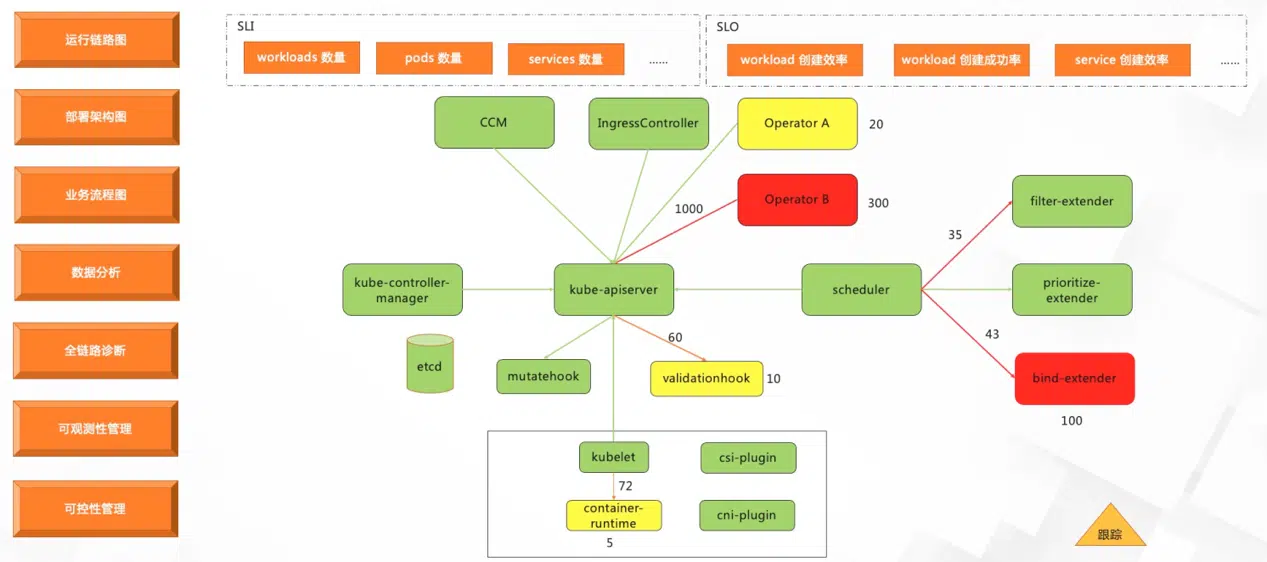 运行链路图
部署架构图
业务流程图
数据分析
全链路诊断
可观测性管理
可控性管理
SLI
workloads 数量
pods 数量
services 数量
......
SLO
workload 创建效率
workload 创建成功率
service 创建效率
......
CCM
IngressController
Operator A
20
Operator B
300
1000
filter-extender
35
kube-controller-
manager
kube-apiserver
scheduler
prioritize-
extender
43
etcd
mutatehook
60
validationhook
10
bind-extender
100
kubelet
csi-plugin
72
container-
runtime
cni-plugin
5
跟踪